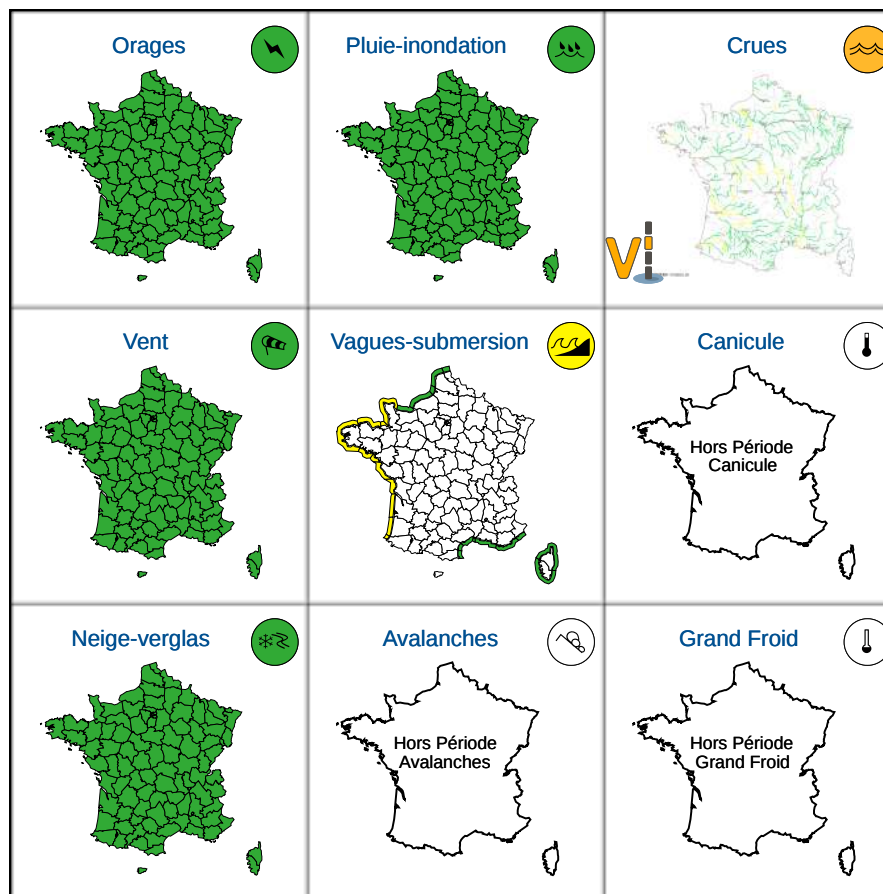 Orages
Pluie-inondation
Crues
Vi
Vent
Vagues-submersion
Canicule
Hors Période
Canicule
Neige-verglas
Avalanches
Hors Période
Avalanches
Grand Froid
Hors Période
Grand Froid